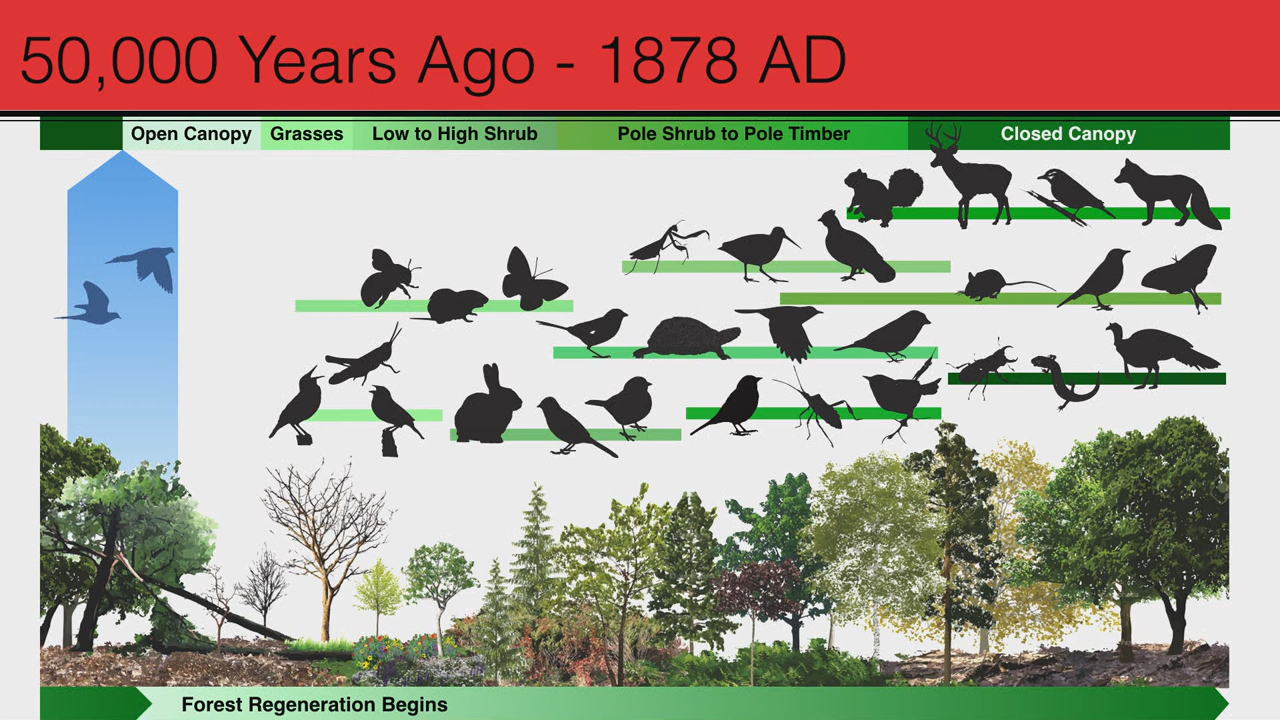 50,000 Years Ago - 1878 AD
Open Canopy Grasses Low to High Shrub Pole Shrub to Pole Timber Closed Canopy
Forest Regeneration Begins